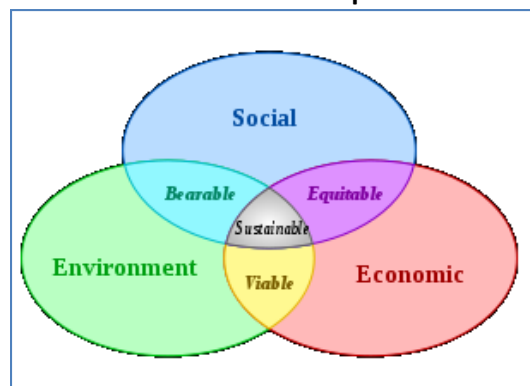 Social
Bearable
Equitable
Sustainable
Environment
Economic
Viable